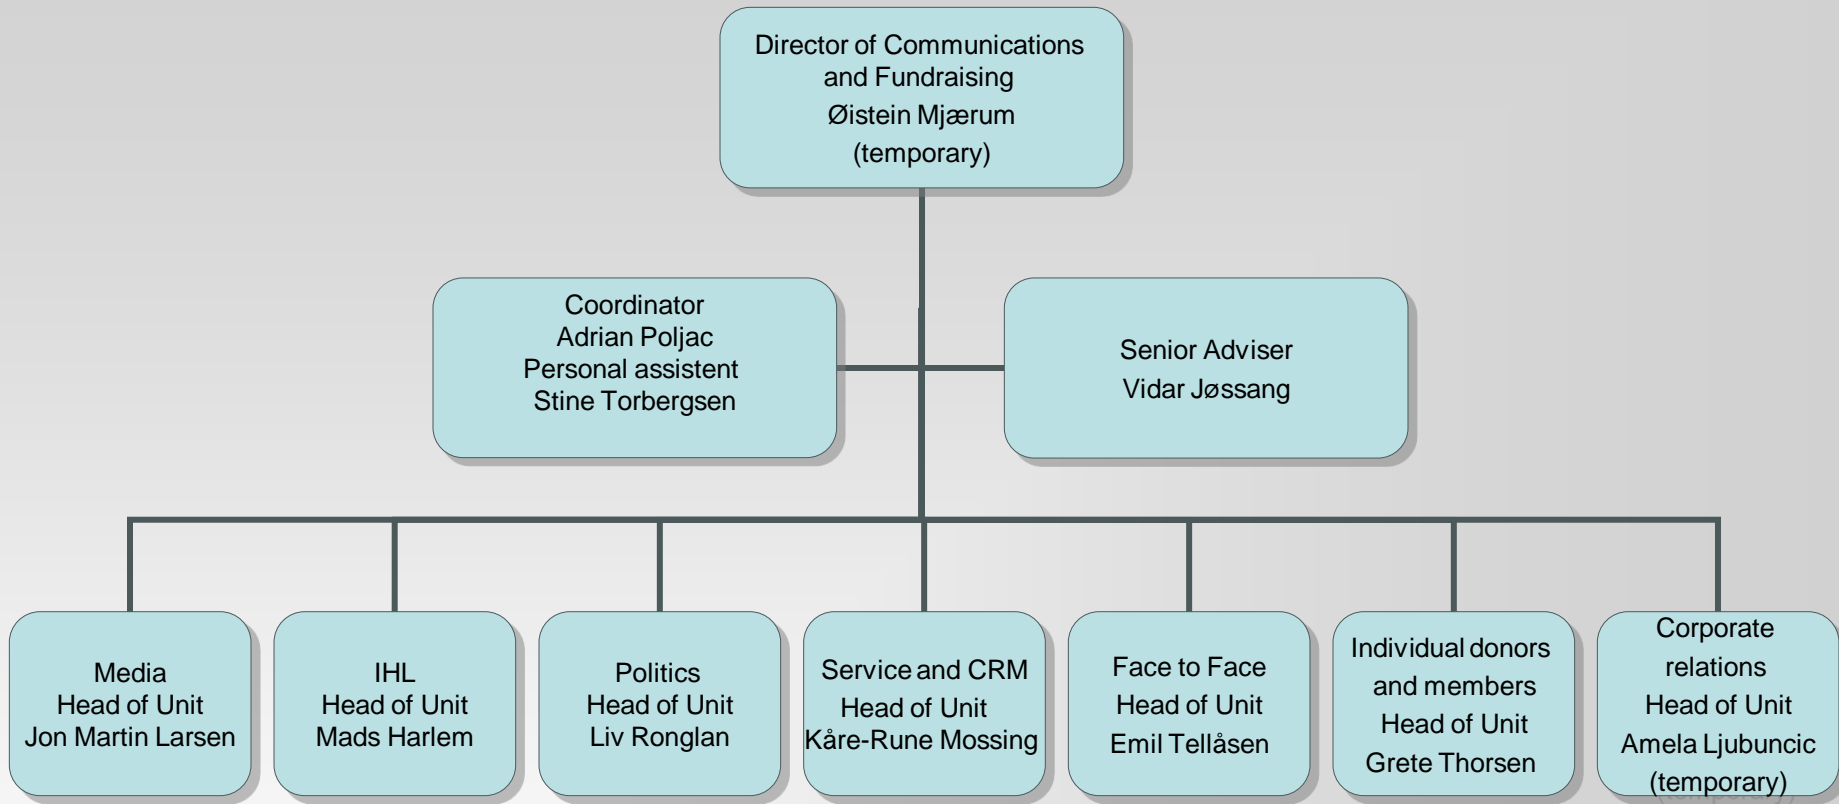 Director of Communications
and Fundraising
Øistein Mjærum
(temporary)
Coordinator
Adrian Poljac
Personal assistent
Stine Torbergsen
Senior Adviser
Vidar Jøssang
Media
Head of Unit
Jon Martin Larsen
IHL
Head of Unit
Mads Harlem
Politics
Head of Unit
Liv Ronglan
Service and CRM
Head of Unit
Kåre-Rune Mossing
Face to Face
Head of Unit
Emil Tellåsen
Individual donors
and members
Head of Unit
Grete Thorsen
Corporate
relations
Head of Unit
Amela Ljubuncic
(temporary)